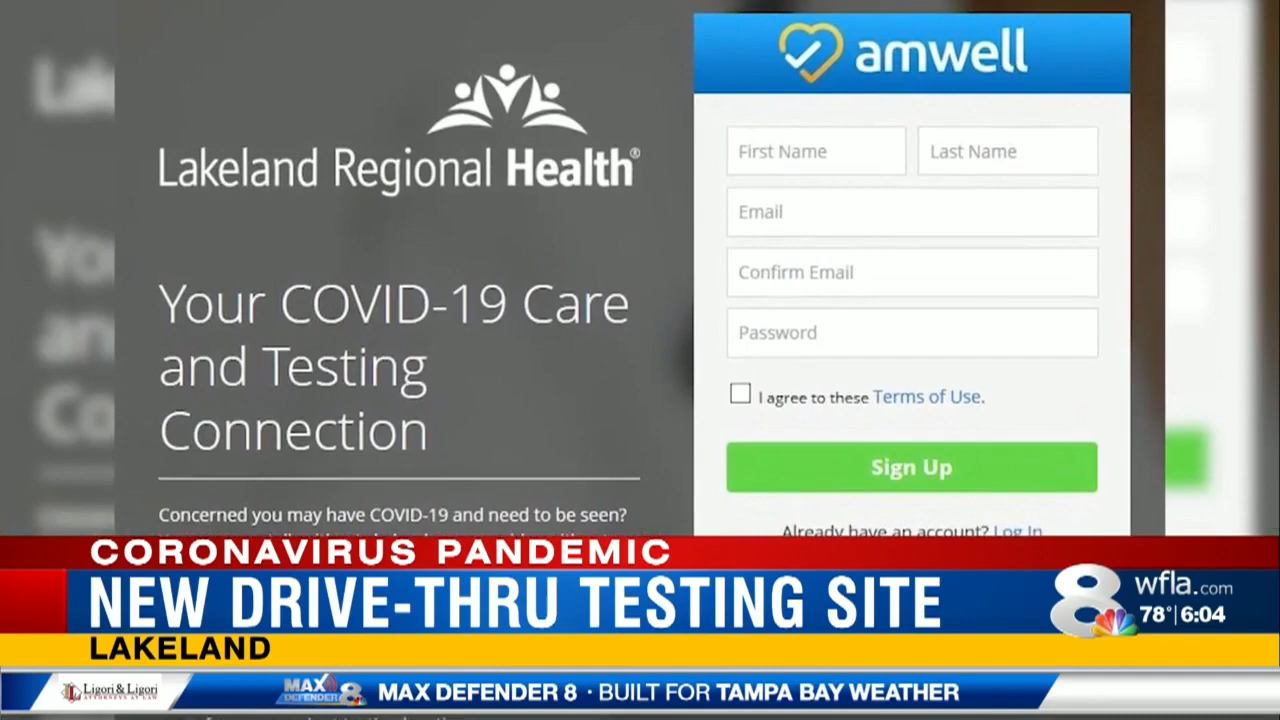 Lakeland Regional Health®
Your COVID-19 Care
and Testing
Connection
Concerned you may have COVID-19 and need to be seen?
amwell
First Name
Last Name
Email
Confirm Email
Password
I agree to these Terms of Use.
Sign Up
Already have an account? Log In
CORONAVIRUS PANDEMIC
NEW DRIVE-THRU TESTING SITE
LAKELAND
8 wfla.com
78° | 6:04
Ligori & Ligori
ATTORNEYS AT LAW
MAX
DEFENDER 8
MAX DEFENDER 8 · BUILT FOR TAMPA BAY WEATHER